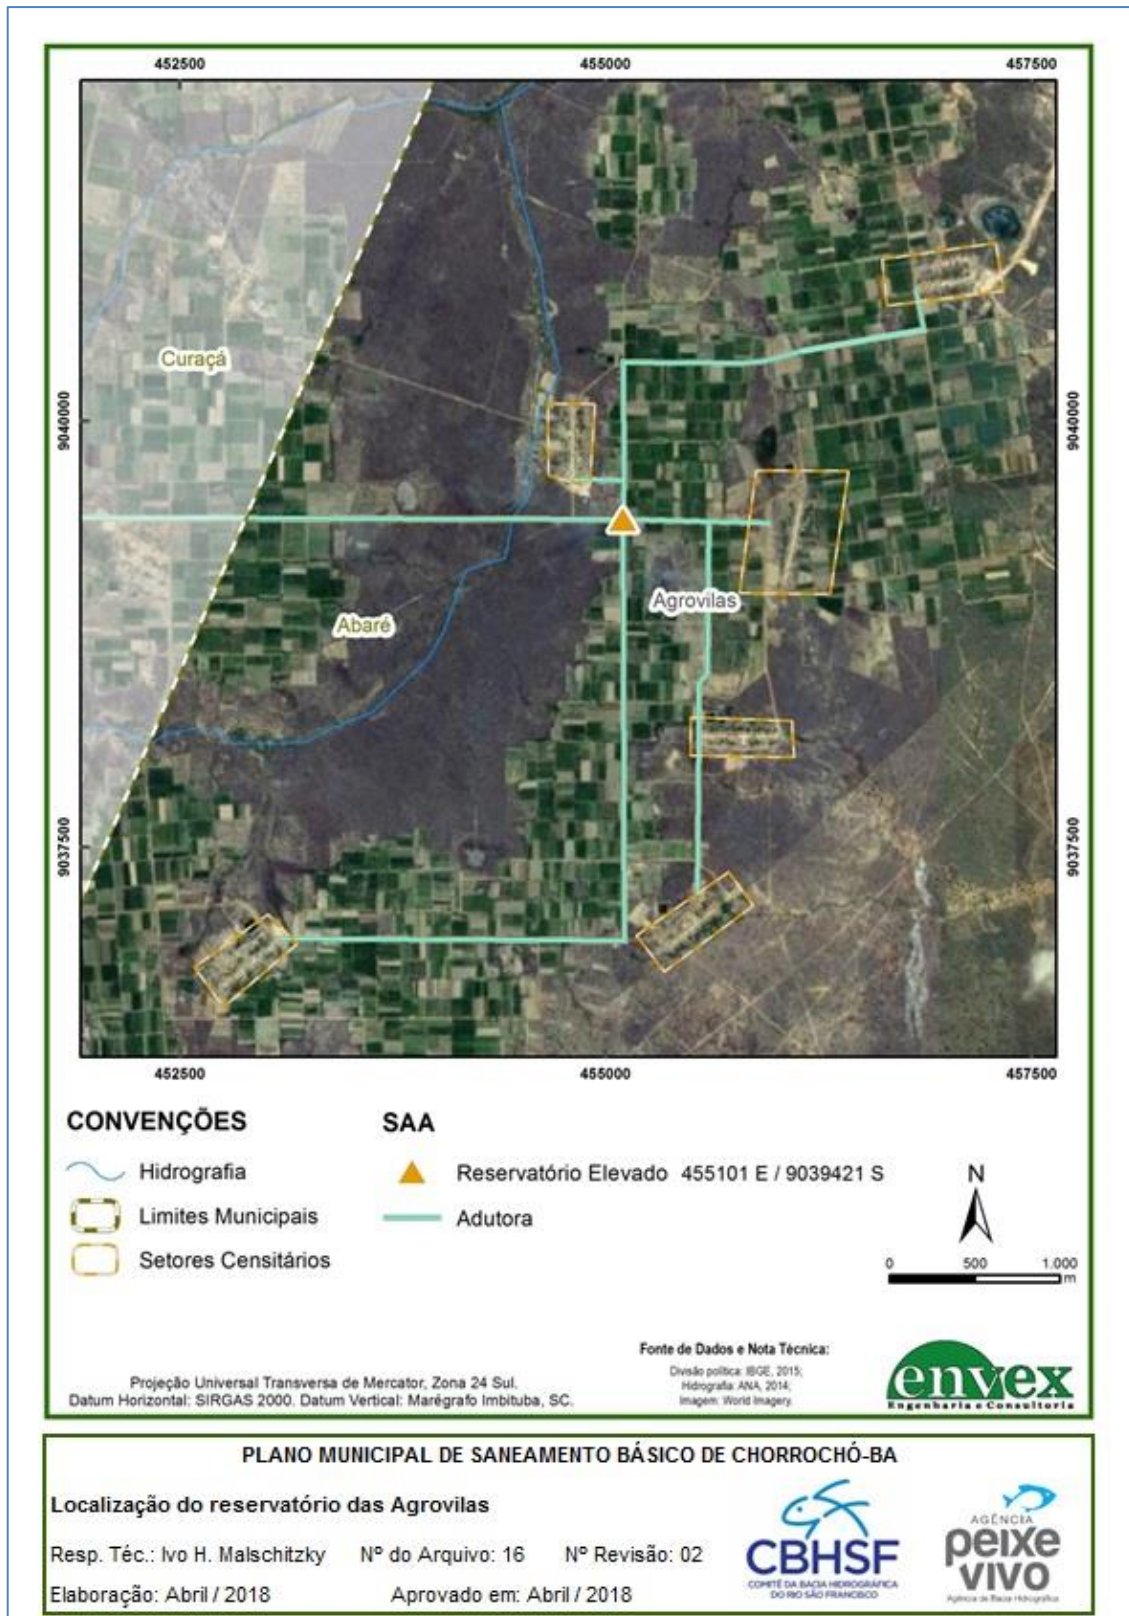 452500 455000 457500
Curaçá
9040000 9040000
Agrovilas
Abaré
9037500 9037500
452500 455000 457500
CONVENÇÕES
Hidrografia
Limites Municipais
Setores Censitários
SAA
Reservatório Elevado 455101 E / 9039421 S
Adutora
N
0 500 1.000
m
Fonte de Dados e Nota Técnica:
Divisão política: IBGE, 2015;
Hidrografia: ANA, 2014;
Imagem: World Imagery.
Projeção Universal Transversa de Mercator, Zona 24 Sul.
Datum Horizontal: SIRGAS 2000. Datum Vertical: Marégrafo Imbituba, SC.
envex
Engenharia e Consultoria
PLANO MUNICIPAL DE SANEAMENTO BÁSICO DE CHORROCHÓ-BA
Localização do reservatório das Agrovilas
Resp. Téc.: Ivo H. Malschitzky Nº do Arquivo: 16 Nº Revisão: 02
Elaboração: Abril / 2018 Aprovado em: Abril / 2018
CBHSF
COMITÊ DA BACIA HIDROGRÁFICA
DO RIO SÃO FRANCISCO
AGÊNCIA
peixe
vivo
Agência de Bacia Hidrográfica